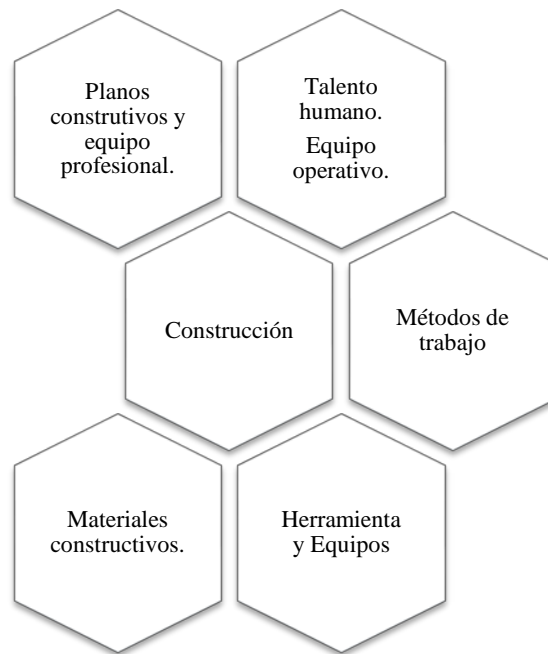 Planos
construtivos y
equipo
profesional.
Talento
humano.
Equipo
operativo.
Construcción
Métodos de
trabajo
Materiales
constructivos.
Herramienta
y Equipos